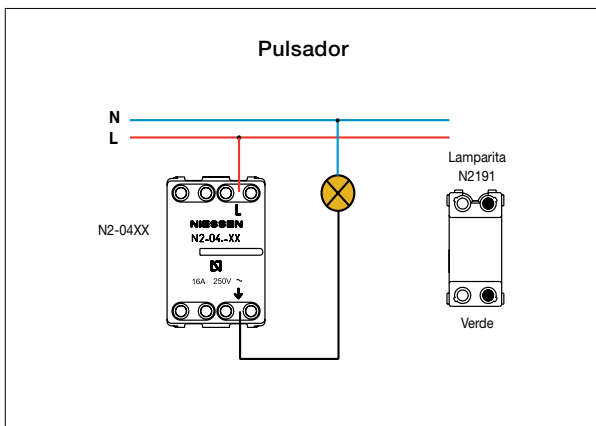 Pulsador
N
L
Lamparita
N2191
L
NIESSEN
N2-04XX
N2-04.-XX
16A 250V ~
Verde